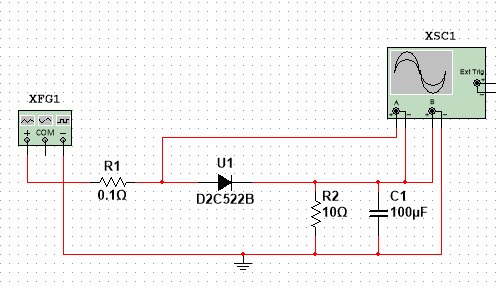 XSC1
Ext Trig
+
−
A
B
+ − + −
XFG1
+ COM −
R1
0.1Ω
U1
D2C522B
R2
10Ω
C1
100µF